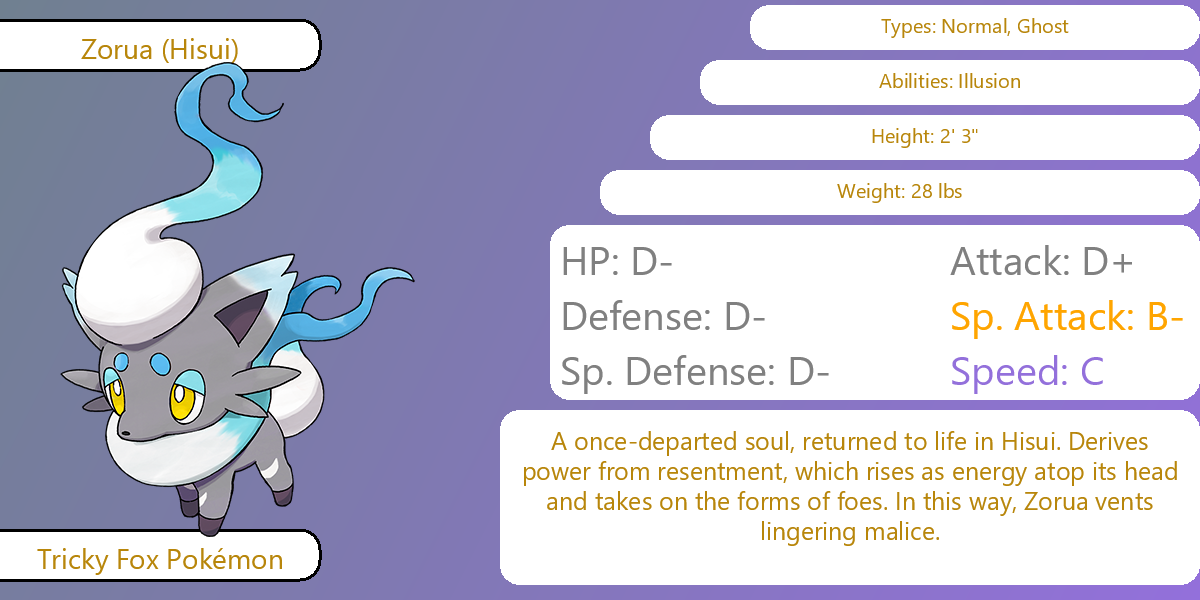 Zorua (Hisui)
Types: Normal, Ghost
Abilities: Illusion
Height: 2' 3"
Weight: 28 lbs
HP: D-
Attack: D+
Defense: D-
Sp. Attack: B-
Sp. Defense: D-
Speed: C
A once-departed soul, returned to life in Hisui. Derives
power from resentment, which rises as energy atop its head
and takes on the forms of foes. In this way, Zorua vents
lingering malice.
Tricky Fox Pokémon